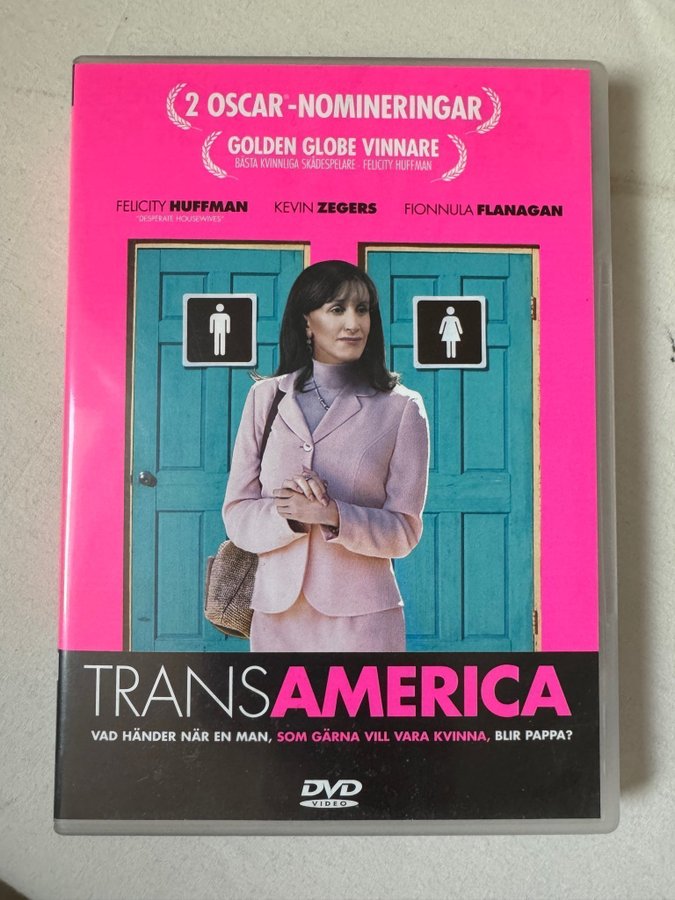 2 OSCAR®-NOMINERINGAR
GOLDEN GLOBE VINNARE
BÄSTA KVINNLIGA SKÅDESPELARE - FELICITY HUFFMAN
FELICITY HUFFMAN KEVIN ZEGERS FIONNULA FLANAGAN
"DESPERATE HOUSEWIVES"
TRANSAMERICA
VAD HÄNDER NÄR EN MAN, SOM GÄRNA VILL VARA KVINNA, BLIR PAPPA?
DVD
VIDEO